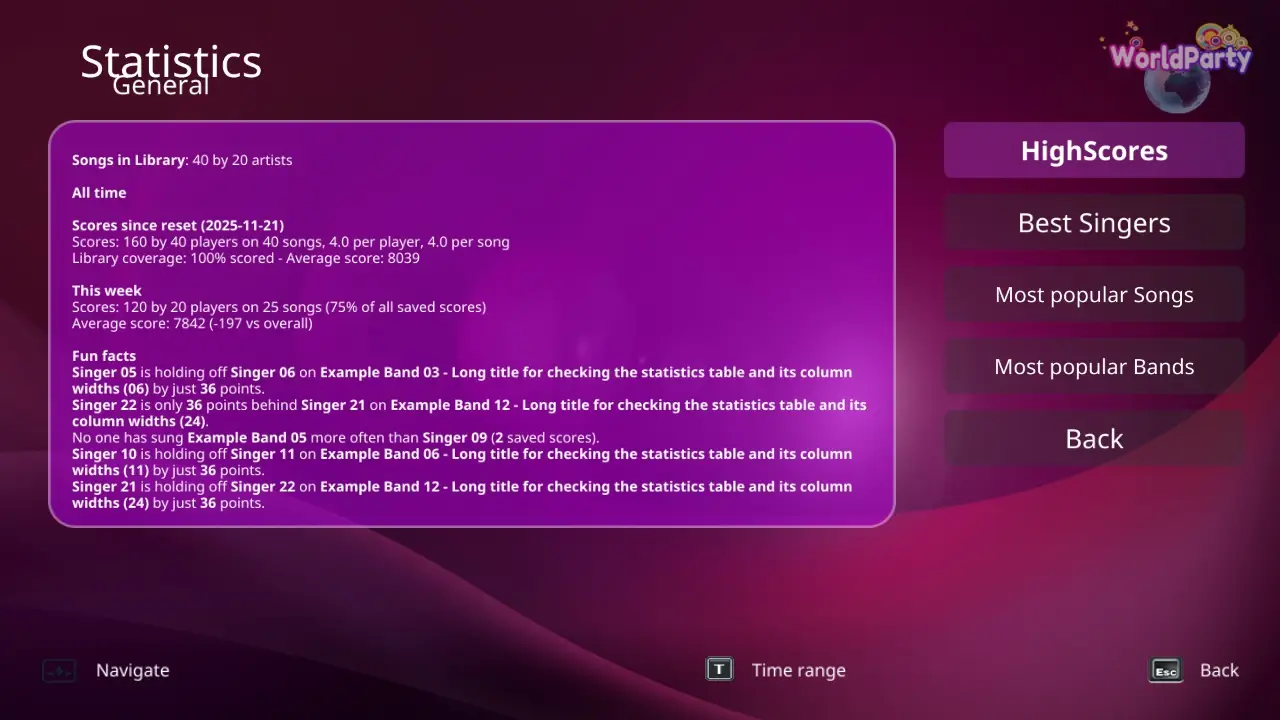 Statistics
General
WorldParty
Songs in Library: 40 by 20 artists
All time
Scores since reset (2025-11-21)
Scores: 160 by 40 players on 40 songs, 4.0 per player, 4.0 per song
Library coverage: 100% scored - Average score: 8039
This week
Scores: 120 by 20 players on 25 songs (75% of all saved scores)
Average score: 7842 (-197 vs overall)
Fun facts
Singer 05 is holding off Singer 06 on Example Band 03 - Long title for checking the statistics table and its column
widths (06) by just 36 points.
Singer 22 is only 36 points behind Singer 21 on Example Band 12 - Long title for checking the statistics table and its
column widths (24).
No one has sung Example Band 05 more often than Singer 09 (2 saved scores).
Singer 10 is holding off Singer 11 on Example Band 06 - Long title for checking the statistics table and its column
widths (11) by just 36 points.
Singer 21 is holding off Singer 22 on Example Band 12 - Long title for checking the statistics table and its column
widths (24) by just 36 points.
HighScores
Best Singers
Most popular Songs
Most popular Bands
Back
Navigate
T Time range
Esc Back